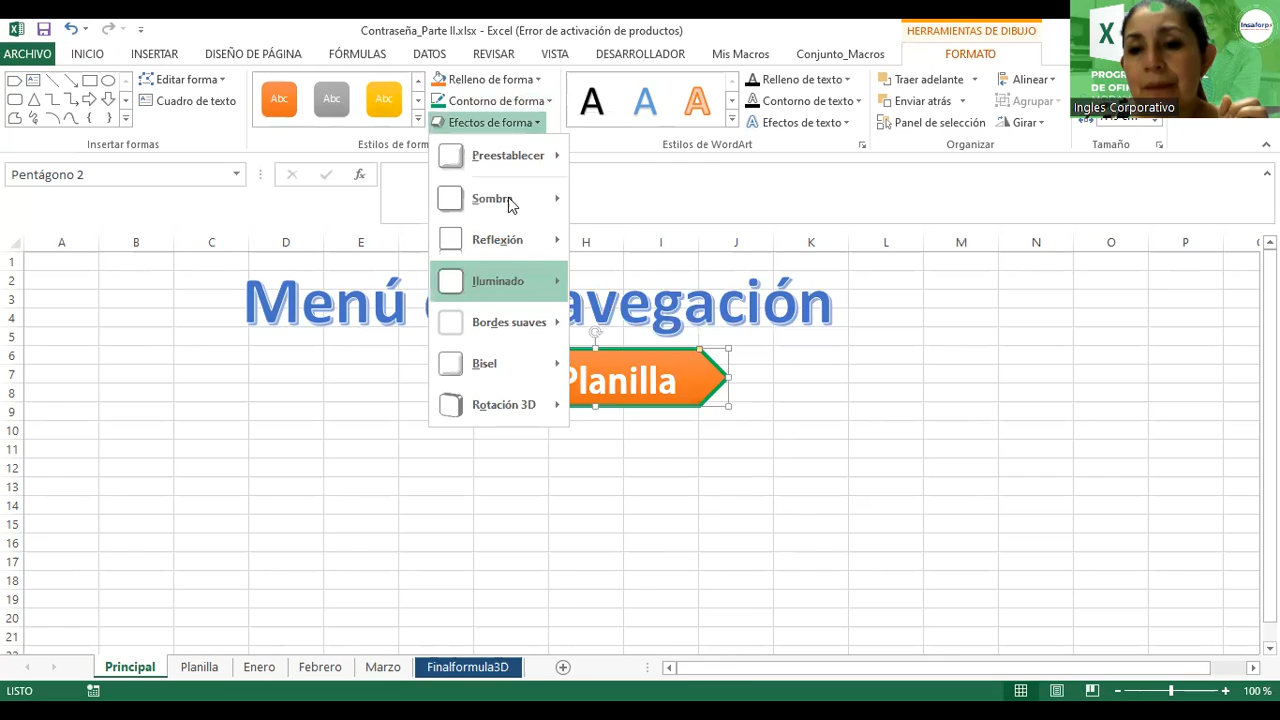 Contraseña_Parte II.xlsx - Excel (Error de activación de productos)
HERRAMIENTAS DE DIBUJO
ARCHIVO INICIO INSERTAR DISEÑO DE PÁGINA FÓRMULAS DATOS REVISAR VISTA DESARROLLADOR Mis Macros Conjunto_Macros FORMATO
Editar forma
Cuadro de texto
Insertar formas
Abc Abc Abc
Relleno de forma
Contorno de forma
Efectos de forma
Estilos de
A A A
Relleno de texto
Contorno de texto
Efectos de texto
Estilos de WordArt
Traer adelante
Enviar atrás
Panel de selección
Alinear
Agrupar
Girar
Organizar
Tamaño
X
Insaforp
Ingles Corporativo
Pentágono 2
fx
Preestablecer
Sombra
Reflexión
Iluminado
Bordes suaves
Bisel
Rotación 3D
A B C D E H I J K L M N O P
1
2
3
4
5
6
7
8
9
10
11
12
13
14
15
16
17
18
19
20
21
Menú avegación
Planilla
Principal Planilla Enero Febrero Marzo Finalformula3D
LISTO
100 %